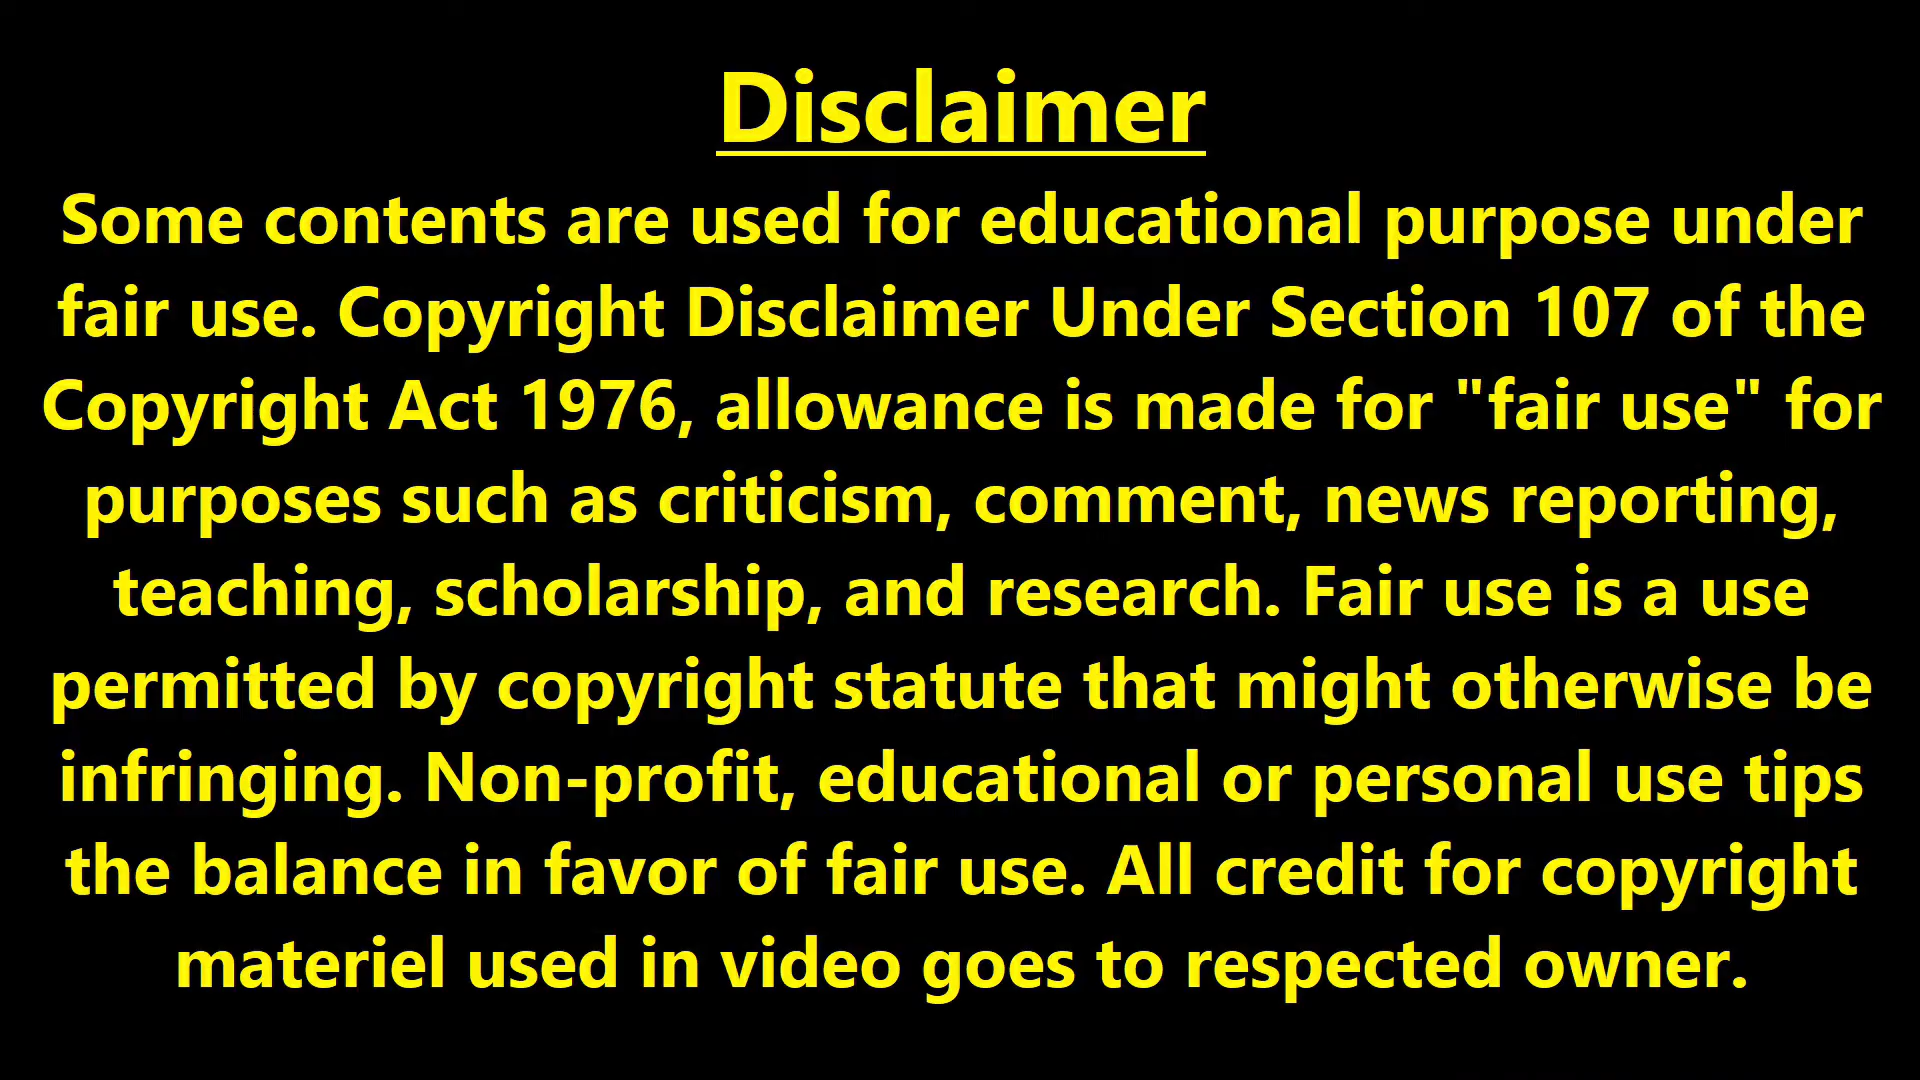 Disclaimer
Some contents are used for educational purpose under
fair use. Copyright Disclaimer Under Section 107 of the
Copyright Act 1976, allowance is made for "fair use" for
purposes such as criticism, comment, news reporting,
teaching, scholarship, and research. Fair use is a use
permitted by copyright statute that might otherwise be
infringing. Non-profit, educational or personal use tips
the balance in favor of fair use. All credit for copyright
materiel used in video goes to respected owner.